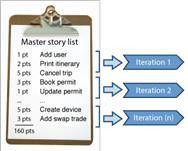 Master story list
1 pt Add user
2 pts Print itinerary
5 pts Cancel trip
3 pts Book permit
1 pt Update permit
... ...
5 pts Create device
3 pts Add swap trade
160 pts
Iteration 1
Iteration 2
Iteration (n)